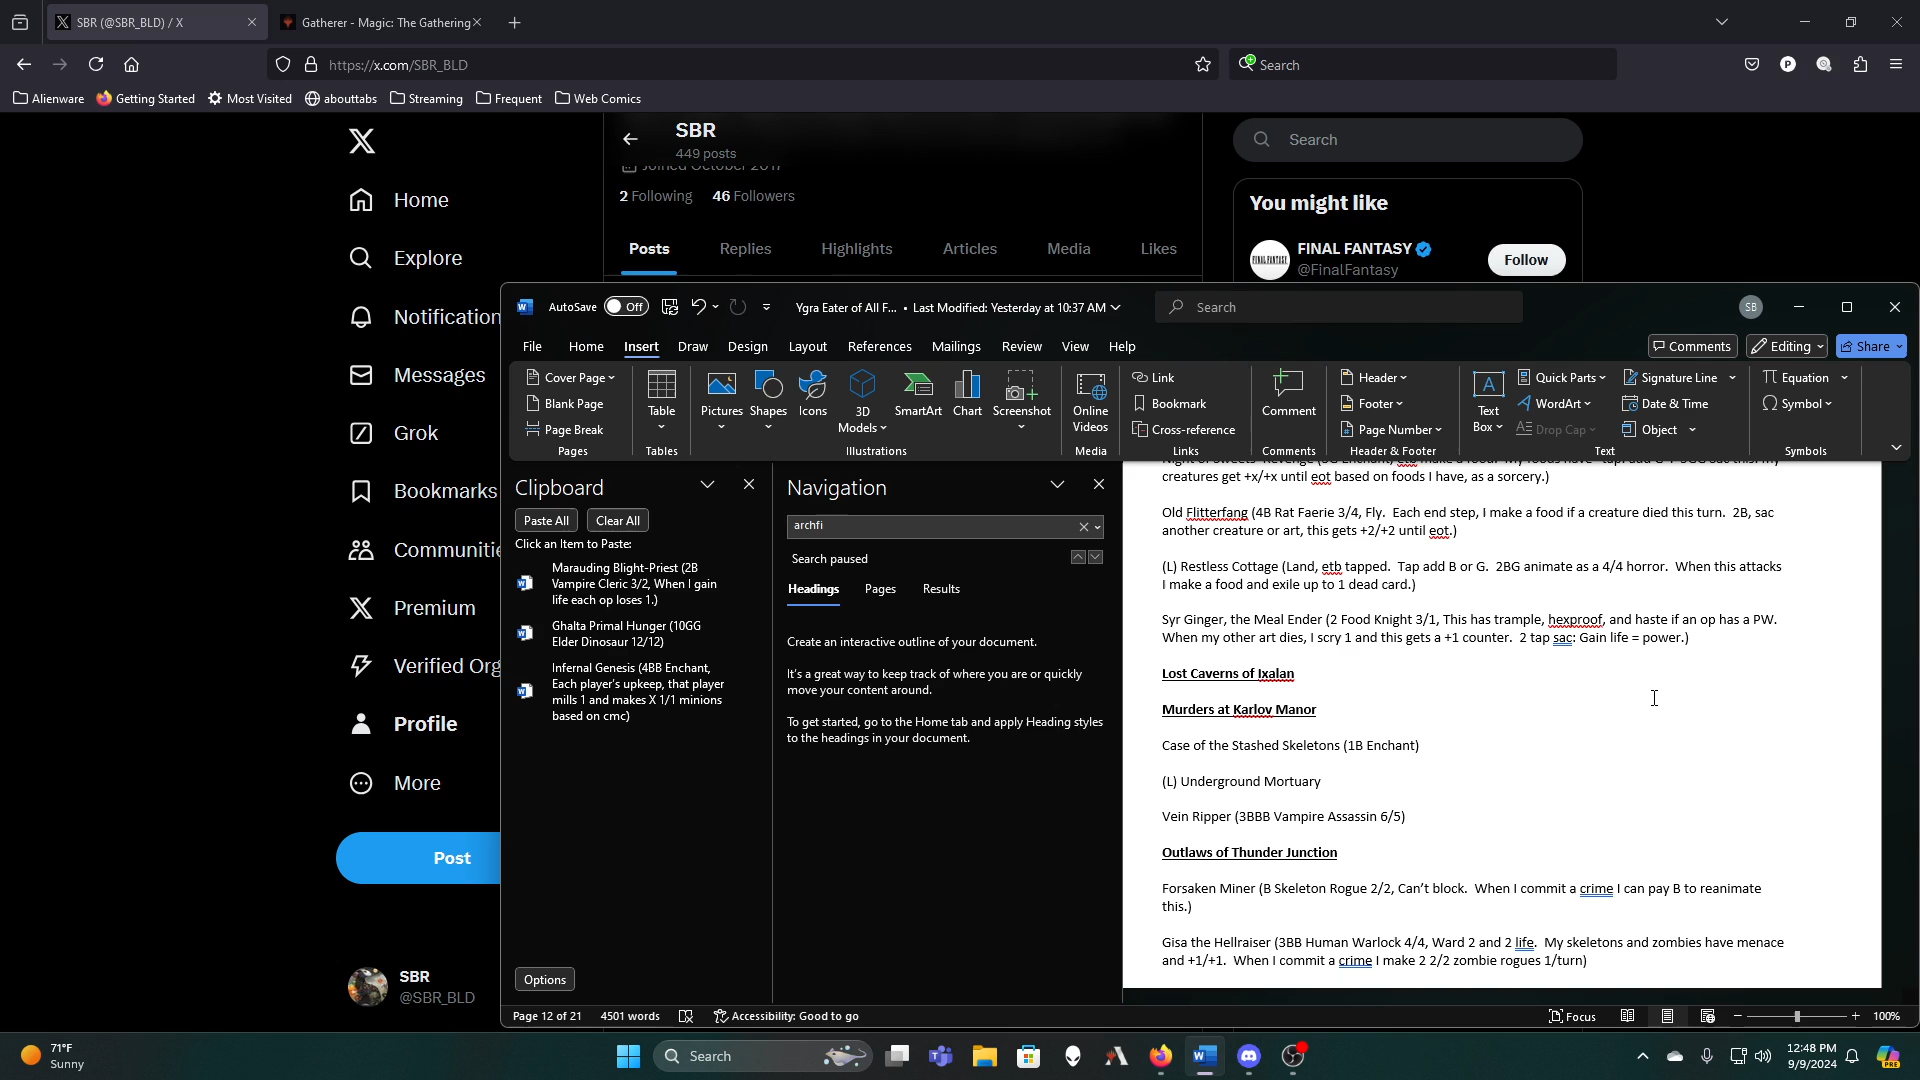 SBR (@SBR_BLD) / X
Gatherer - Magic: The Gathering
https://x.com/SBR_BLD
Search
Alienware
Getting Started
Most Visited
abouttabs
Streaming
Frequent
Web Comics
SBR
449 posts
Joined October 2017
2 Following 46 Followers
Posts Replies Highlights Articles Media Likes
Home
Explore
Notification
Messages
Grok
Bookmarks
Communitie
Premium
Verified Org
Profile
More
Post
SBR
@SBR_BLD
Search
You might like
FINAL FANTASY
@FinalFantasy
Follow
AutoSave Off
Ygra Eater of All F... • Last Modified: Yesterday at 10:37 AM
Search
SB
File Home Insert Draw Design Layout References Mailings Review View Help
Comments Editing Share
Cover Page
Blank Page
Page Break
Pages
Table
Tables
Pictures
Shapes
Icons
3D
Models
SmartArt
Chart
Screenshot
Illustrations
Online
Videos
Media
Link
Bookmark
Cross-reference
Links
Comment
Comments
Header
Footer
Page Number
Header & Footer
Text
Box
Quick Parts
WordArt
Drop Cap
Signature Line
Date & Time
Object
Text
Equation
Symbol
Symbols
Clipboard
Paste All
Clear All
Click an Item to Paste:
Marauding Blight-Priest (2B
Vampire Cleric 3/2, When I gain
life each op loses 1.)
Ghalta Primal Hunger (10GG
Elder Dinosaur 12/12)
Infernal Genesis (4BB Enchant,
Each player's upkeep, that player
mills 1 and makes X 1/1 minions
based on cmc)
Options
Navigation
archfi
Search paused
Headings Pages Results
Create an interactive outline of your document.
It's a great way to keep track of where you are or quickly
move your content around.
To get started, go to the Home tab and apply Heading styles
to the headings in your document.
creatures get +x/+x until eot based on foods I have, as a sorcery.)
Old Flitterfang (4B Rat Faerie 3/4, Fly. Each end step, I make a food if a creature died this turn. 2B, sac
another creature or art, this gets +2/+2 until eot.)
(L) Restless Cottage (Land, etb tapped. Tap add B or G. 2BG animate as a 4/4 horror. When this attacks
I make a food and exile up to 1 dead card.)
Syr Ginger, the Meal Ender (2 Food Knight 3/1, This has trample, hexproof, and haste if an op has a PW.
When my other art dies, I scry 1 and this gets a +1 counter. 2 tap sac: Gain life = power.)
Lost Caverns of Ixalan
Murders at Karlov Manor
Case of the Stashed Skeletons (1B Enchant)
(L) Underground Mortuary
Vein Ripper (3BBB Vampire Assassin 6/5)
Outlaws of Thunder Junction
Forsaken Miner (B Skeleton Rogue 2/2, Can't block. When I commit a crime I can pay B to reanimate
this.)
Gisa the Hellraiser (3BB Human Warlock 4/4, Ward 2 and 2 life. My skeletons and zombies have menace
and +1/+1. When I commit a crime I make 2 2/2 zombie rogues 1/turn)
Page 12 of 21
4501 words
Accessibility: Good to go
Focus
100%
71°F
Sunny
Search
12:48 PM
9/9/2024